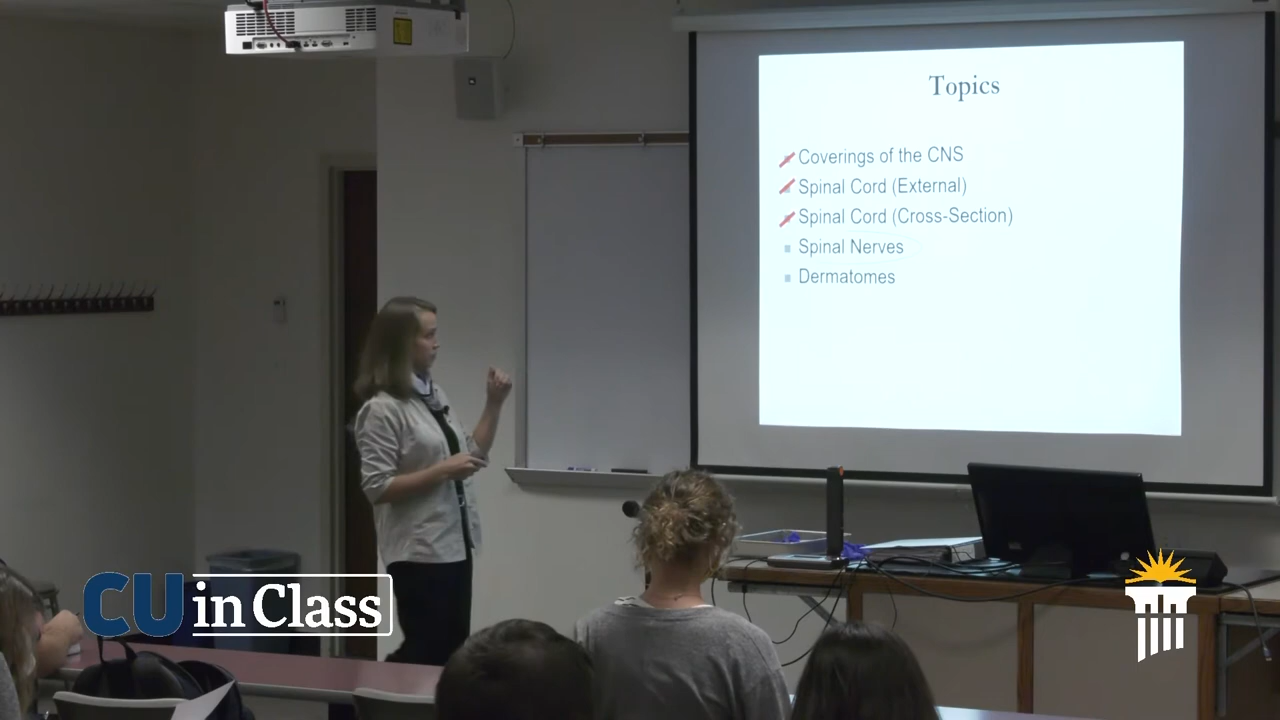 Topics
Coverings of the CNS
Spinal Cord (External)
Spinal Cord (Cross-Section)
Spinal Nerves
Dermatomes
CU in Class